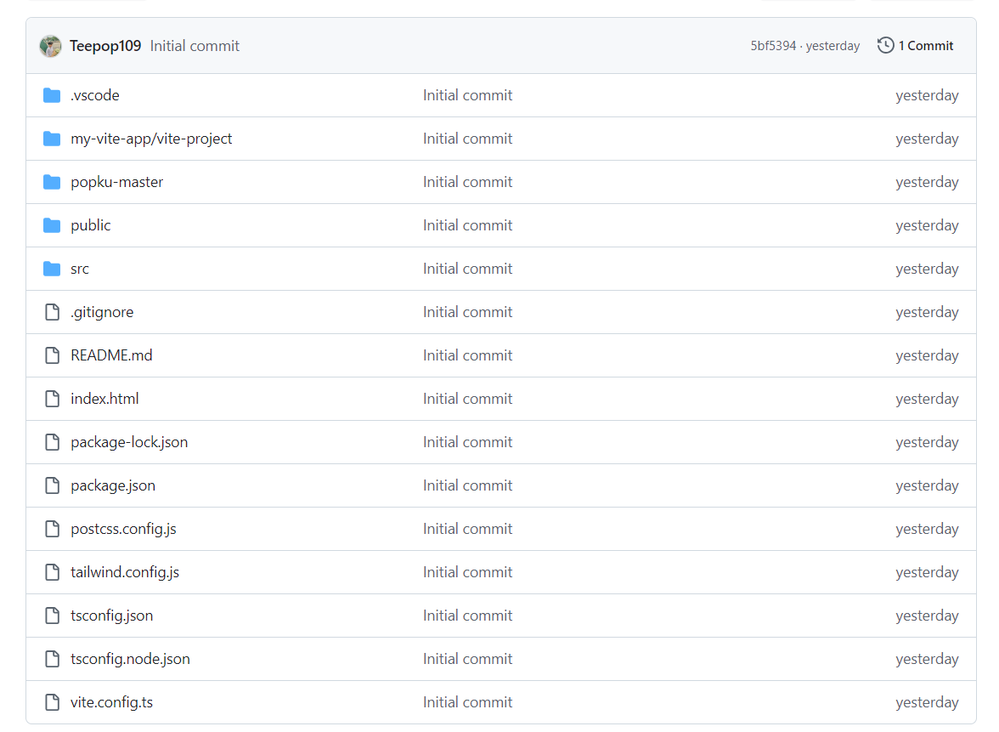 Teepop109 Initial commit 5bf5394 · yesterday 1 Commit
.vscode Initial commit yesterday
my-vite-app/vite-project Initial commit yesterday
popku-master Initial commit yesterday
public Initial commit yesterday
src Initial commit yesterday
.gitignore Initial commit yesterday
README.md Initial commit yesterday
index.html Initial commit yesterday
package-lock.json Initial commit yesterday
package.json Initial commit yesterday
postcss.config.js Initial commit yesterday
tailwind.config.js Initial commit yesterday
tsconfig.json Initial commit yesterday
tsconfig.node.json Initial commit yesterday
vite.config.ts Initial commit yesterday